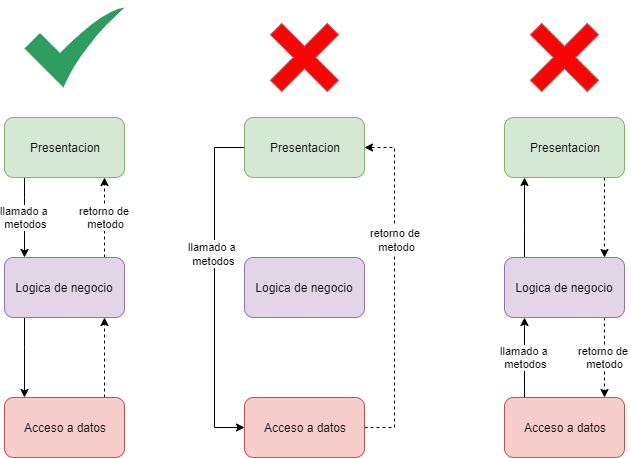 Presentacion
llamado a
metodos
retorno de
metodo
Logica de negocio
Acceso a datos
Presentacion
llamado a
metodos
retorno de
metodo
Logica de negocio
Acceso a datos
Presentacion
Logica de negocio
llamado a
metodos
retorno de
metodo
Acceso a datos